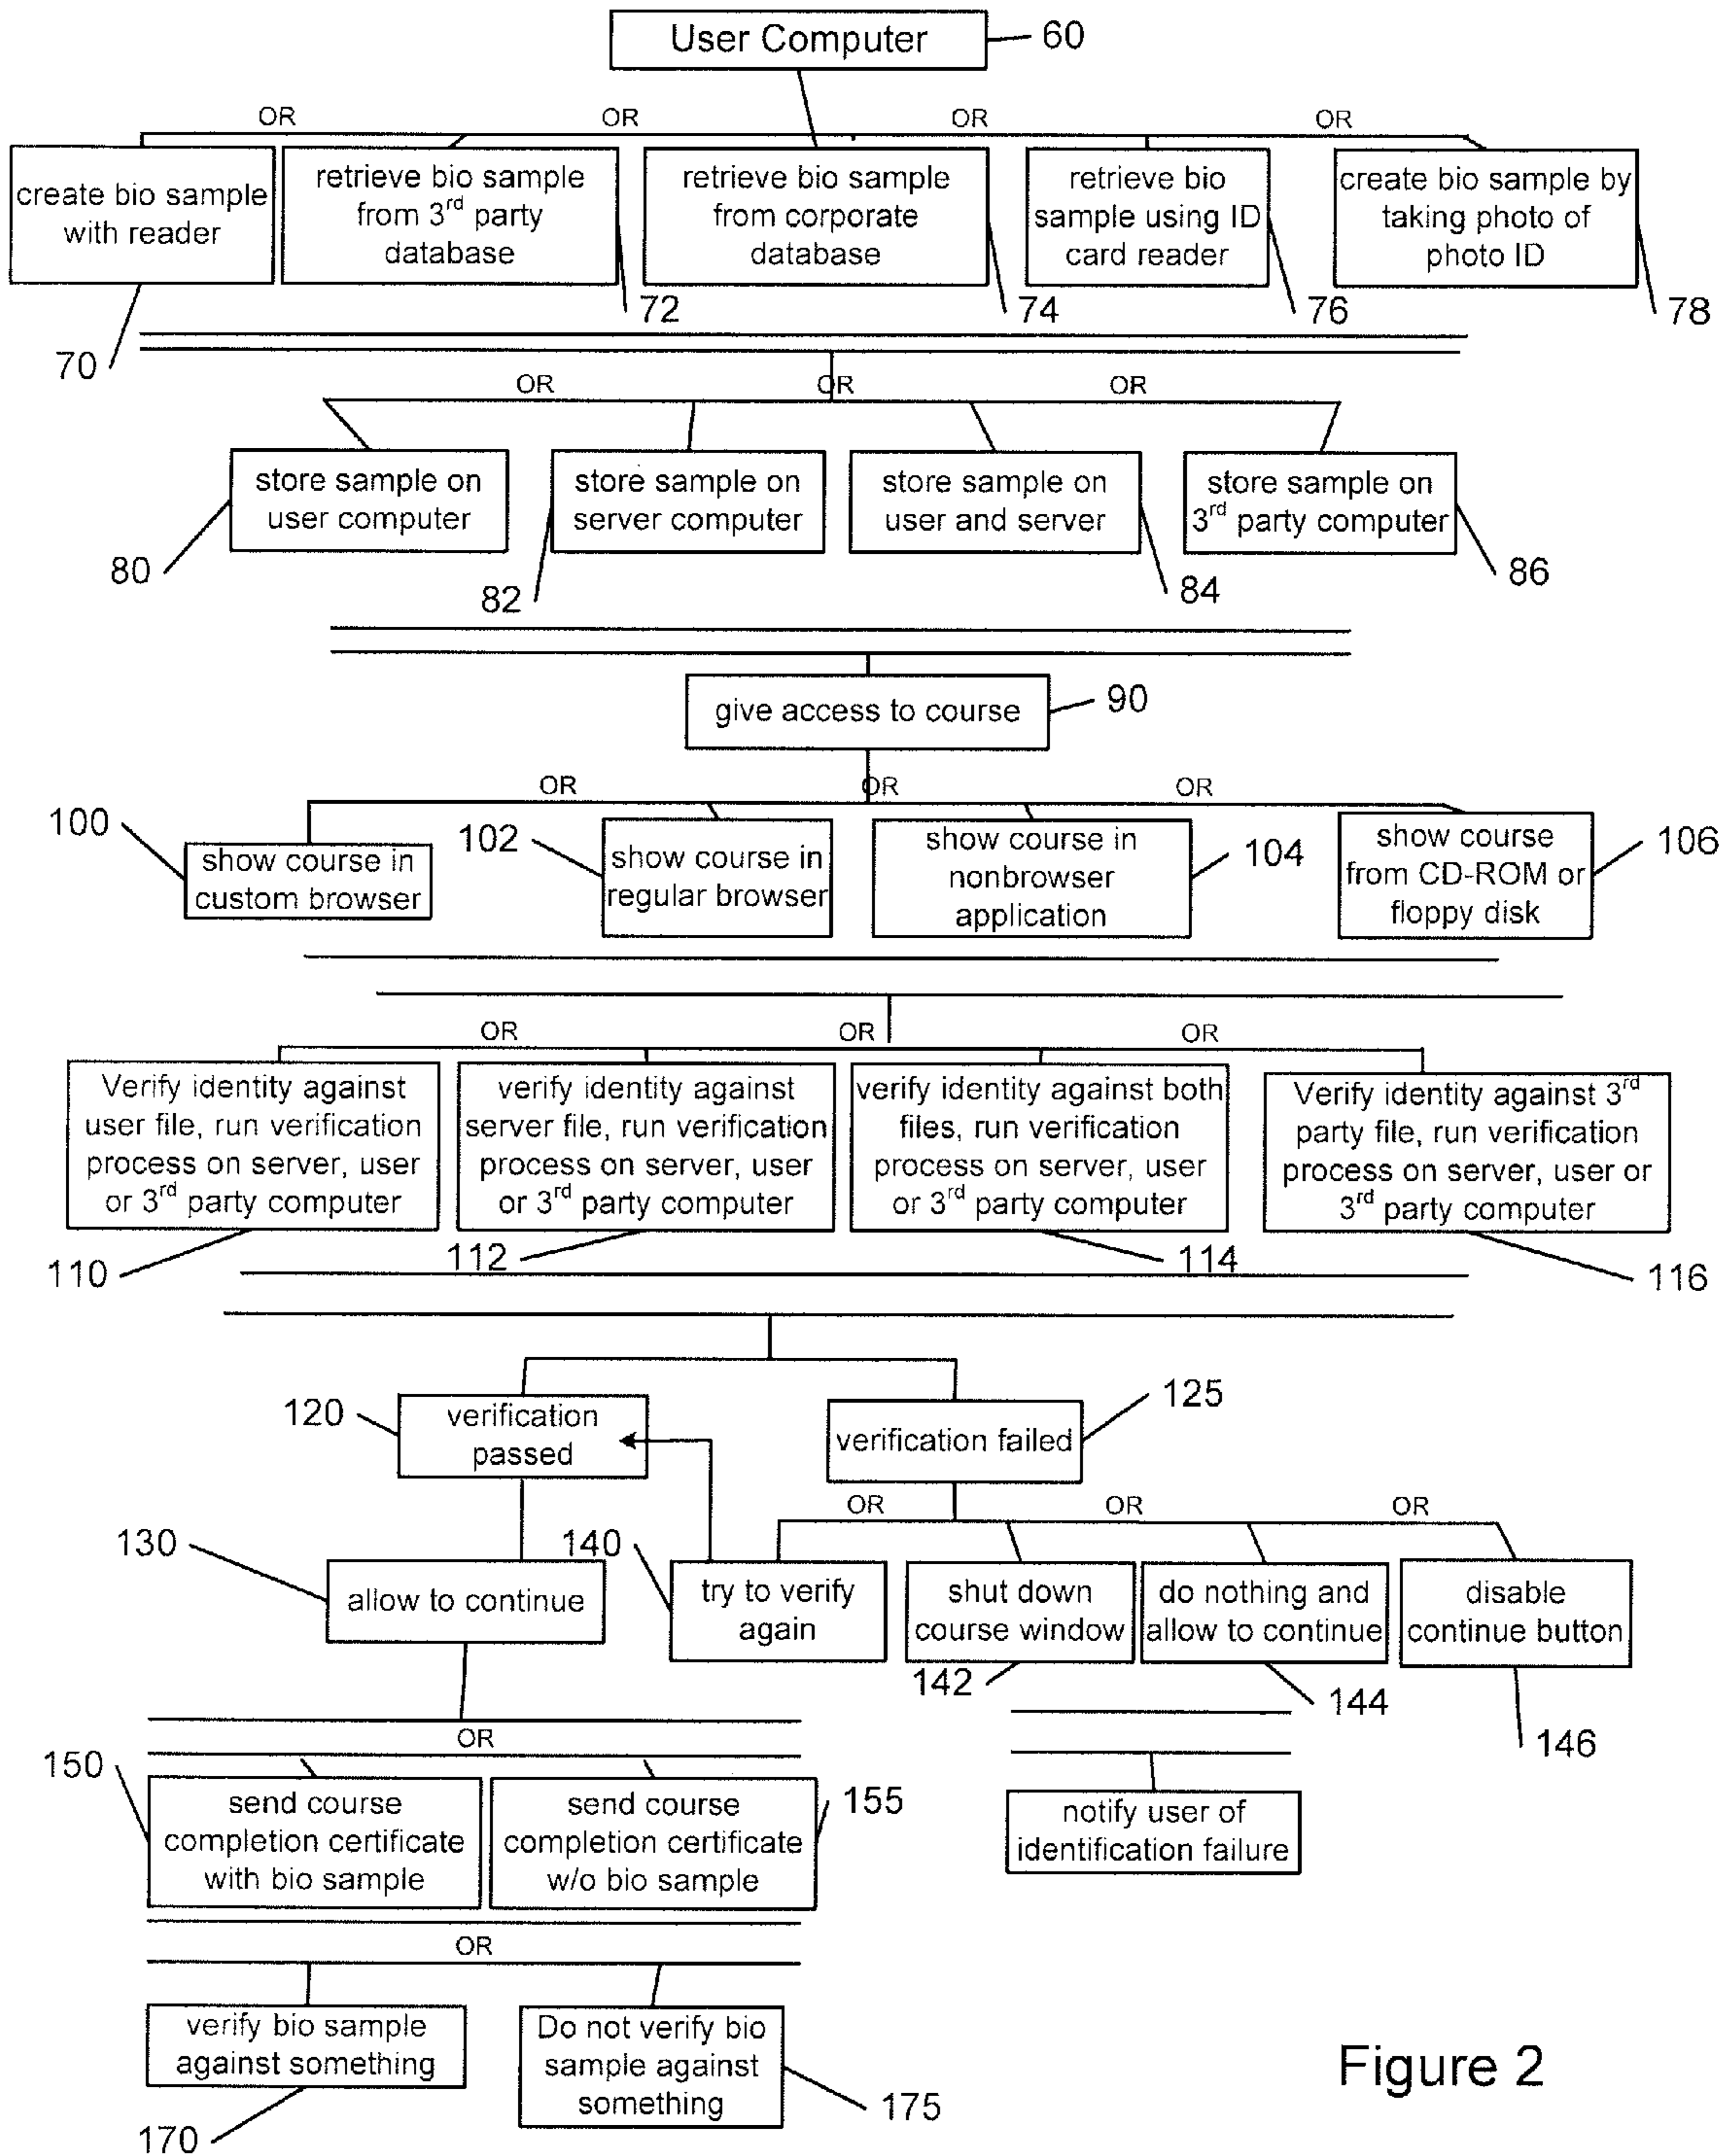 User Computer
60
OR
OR
OR
OR
create bio sample
with reader
retrieve bio sample
from 3rd party
database
retrieve bio sample
from corporate
database
retrieve bio
sample using ID
card reader
create bio sample by
taking photo of
photo ID
70
72
74
76
78
OR
OR
OR
store sample on
user computer
store sample on
server computer
store sample on
user and server
store sample on
3rd party computer
80
82
84
86
give access to course
90
OR
OR
OR
100
show course in
custom browser
102
show course in
regular browser
show course in
nonbrowser
application
104
show course
from CD-ROM or
floppy disk
106
OR
OR
OR
Verify identity against
user file, run verification
process on server, user
or 3rd party computer
verify identity against
server file, run verification
process on server, user
or 3rd party computer
verify identity against both
files, run verification
process on server, user
or 3rd party computer
Verify identity against 3rd
party file, run verification
process on server, user or
3rd party computer
110
112
114
116
120
verification
passed
verification failed
125
OR
OR
OR
130
allow to continue
140
try to verify
again
shut down
course window
do nothing and
allow to continue
disable
continue button
142
144
146
OR
150
send course
completion certificate
with bio sample
send course
completion certificate
w/o bio sample
155
notify user of
identification failure
OR
verify bio sample
against something
Do not verify bio
sample against
something
170
175
Figure 2